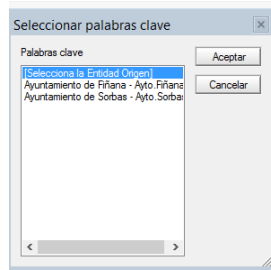 Seleccionar palabras clave
Palabras clave
Aceptar
[Selecciona la Entidad Origen]
Cancelar
Ayuntamiento de Fiñana - Ayto.Fiñana
Ayuntamiento de Sorbas - Ayto.Sorbas